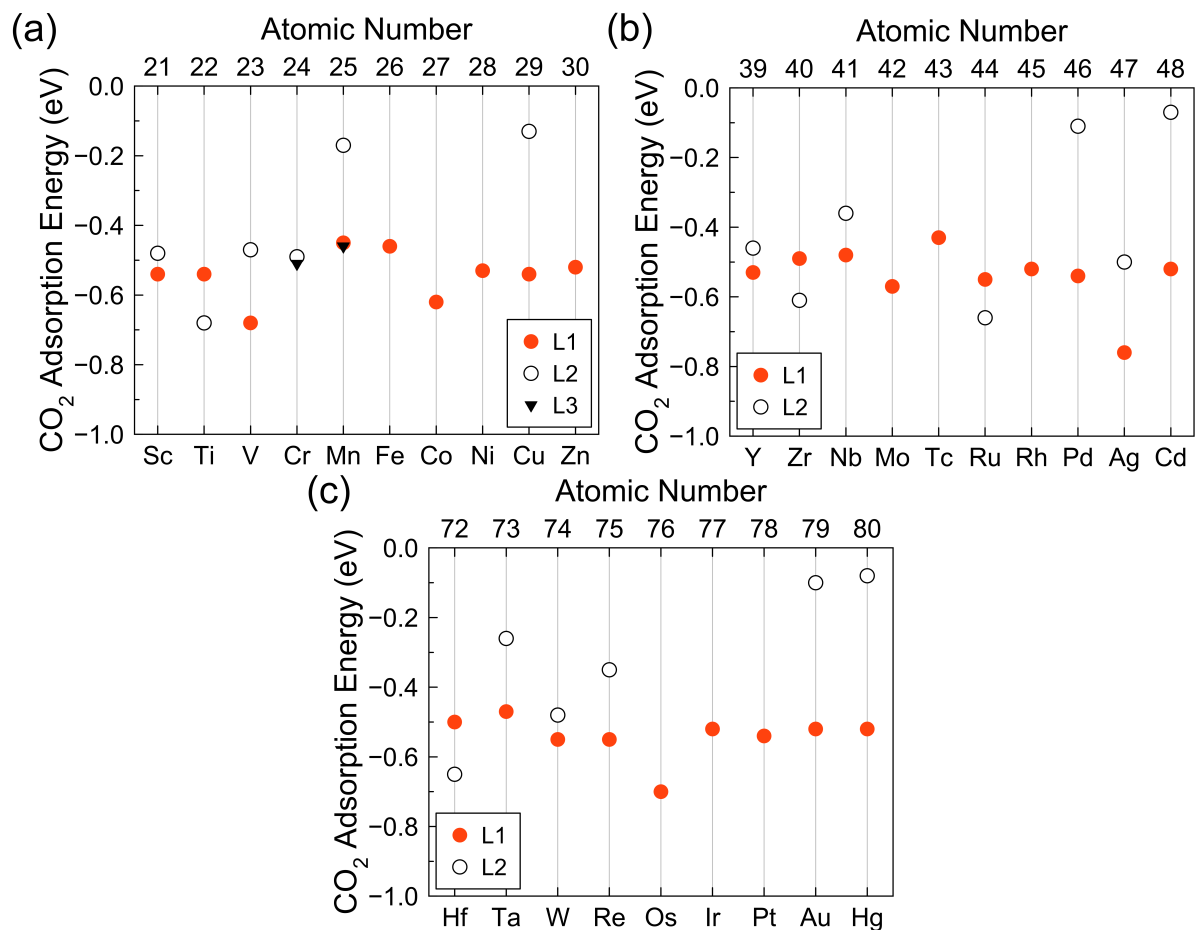 (a)
Atomic Number
21 22 23 24 25 26 27 28 29 30
CO₂ Adsorption Energy (eV)
0.0
−0.2
−0.4
−0.6
−0.8
−1.0
L1
L2
L3
Sc Ti V Cr Mn Fe Co Ni Cu Zn
(b)
Atomic Number
39 40 41 42 43 44 45 46 47 48
CO₂ Adsorption Energy (eV)
0.0
−0.2
−0.4
−0.6
−0.8
−1.0
L1
L2
Y Zr Nb Mo Tc Ru Rh Pd Ag Cd
(c)
Atomic Number
72 73 74 75 76 77 78 79 80
CO₂ Adsorption Energy (eV)
0.0
−0.2
−0.4
−0.6
−0.8
−1.0
L1
L2
Hf Ta W Re Os Ir Pt Au Hg